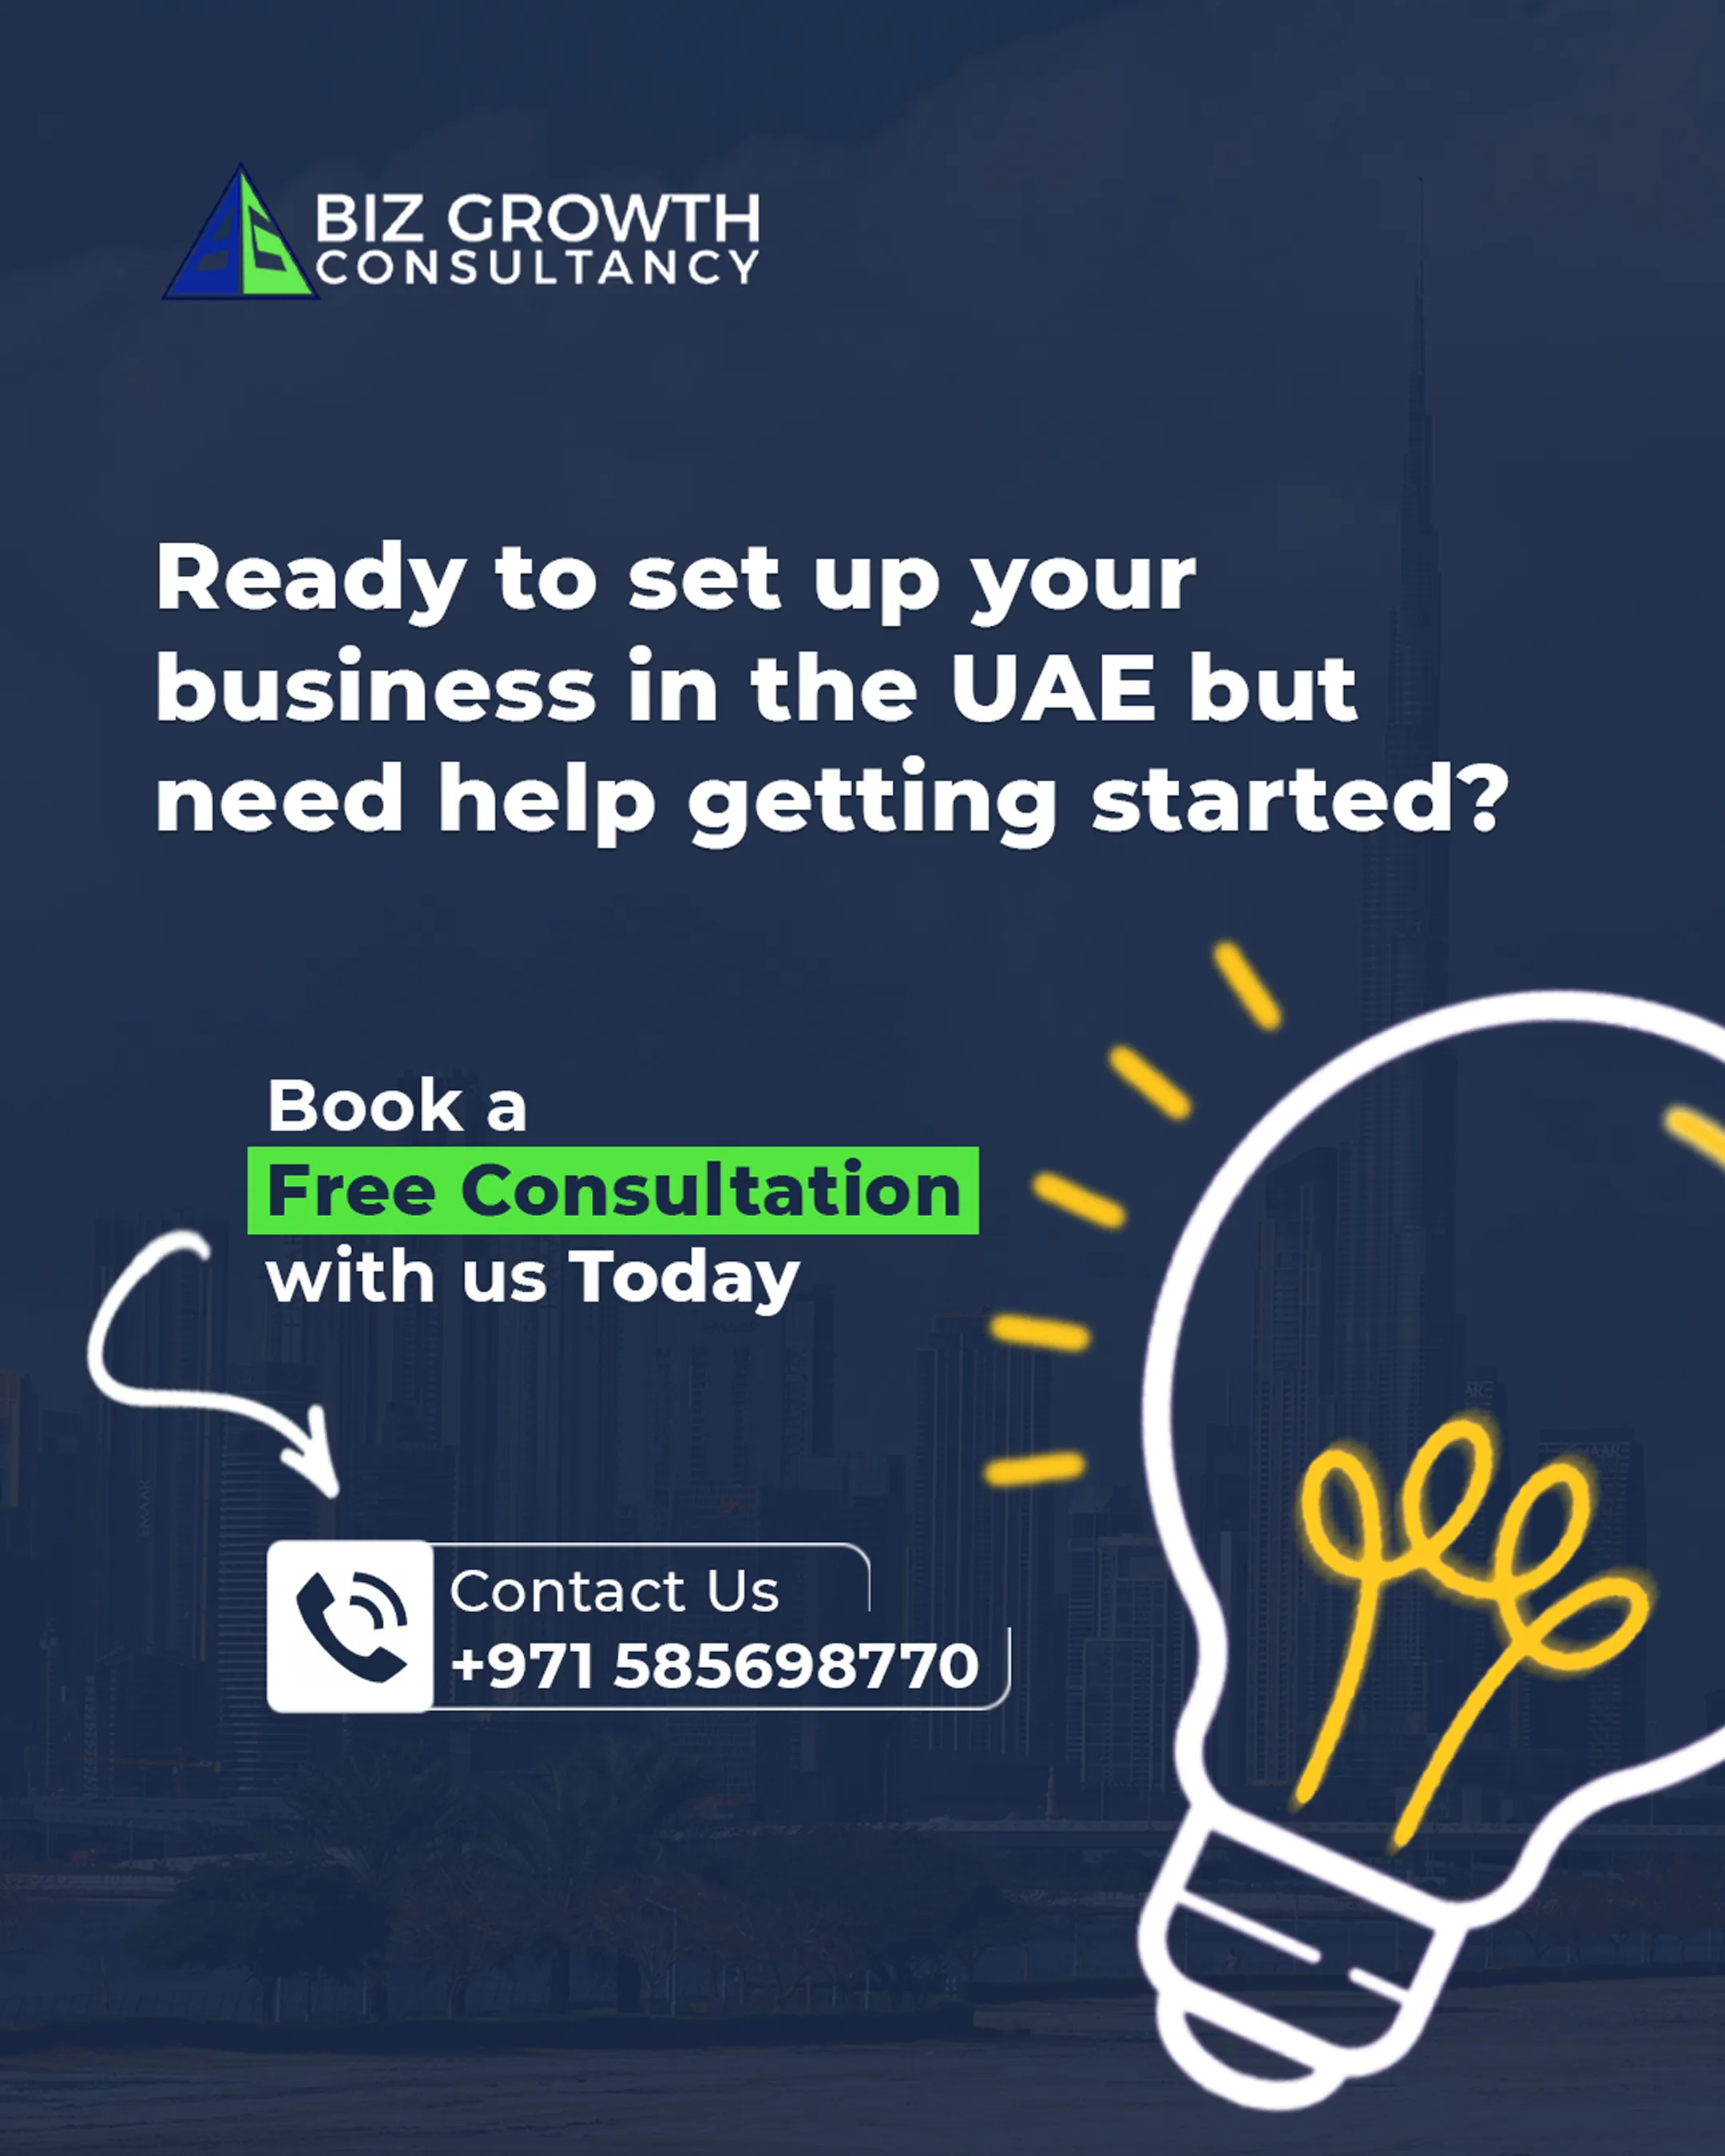 BIZ GROWTH
CONSULTANCY
Ready to set up your
business in the UAE but
need help getting started?
Book a
Free Consultation
with us Today
Contact Us
+971 585698770
EMAAR